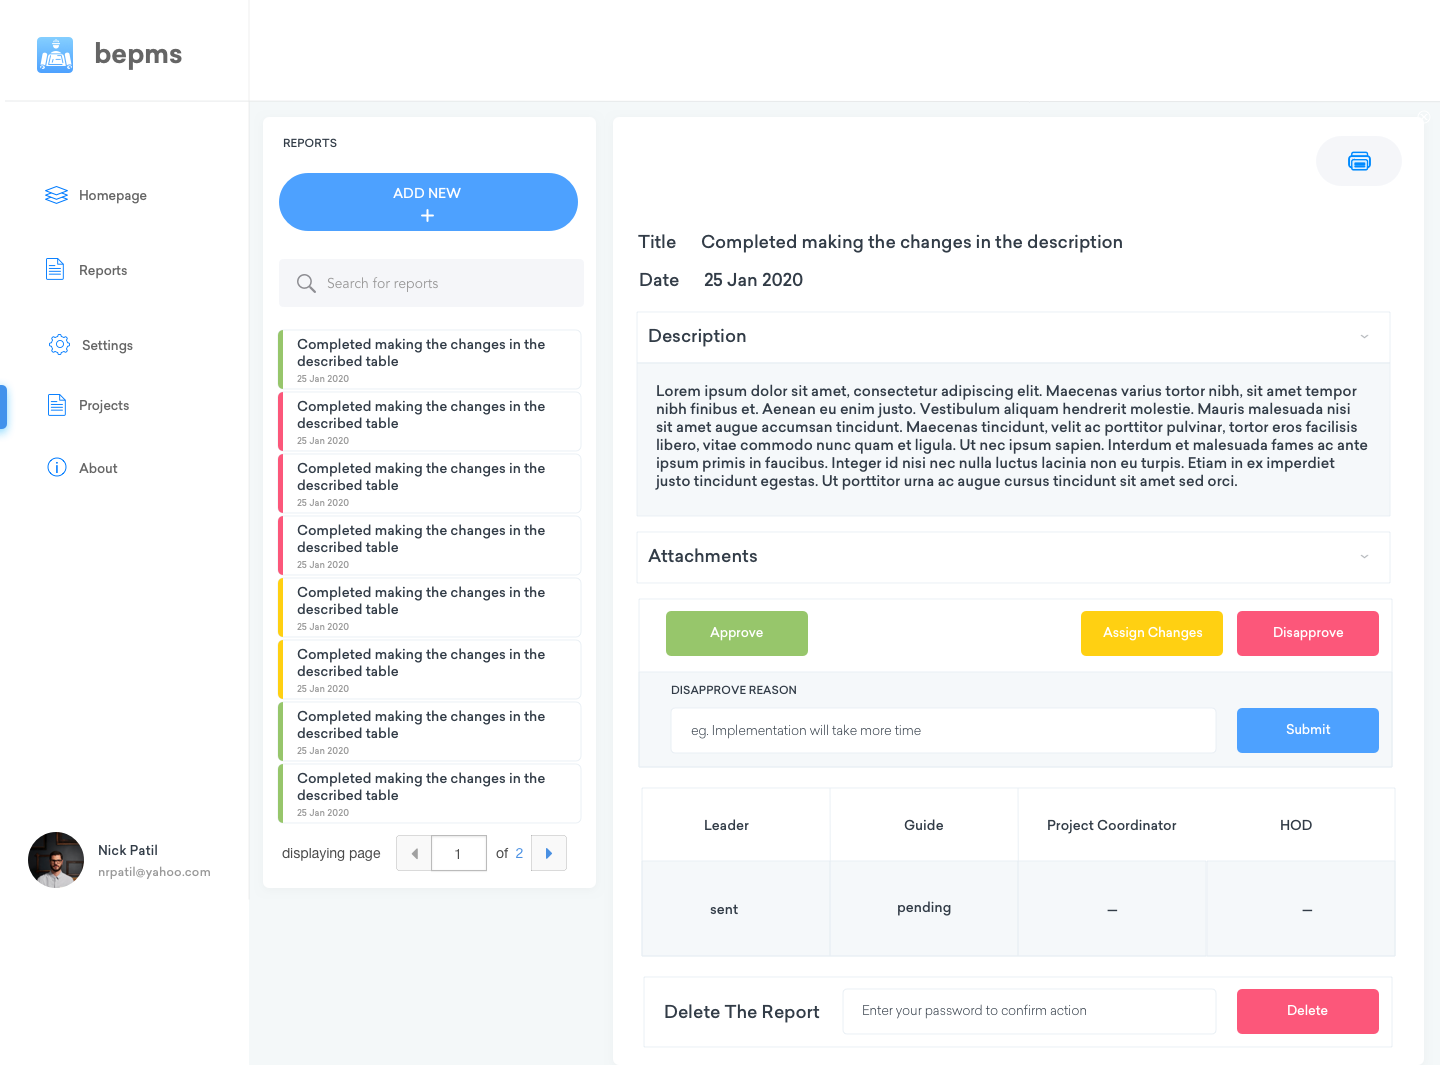 bepms
Homepage
Reports
Settings
Projects
About
Nick Patil
nrpatil@yahoo.com
REPORTS
ADD NEW
+
Search for reports
Completed making the changes in the
described table
25 Jan 2020
Completed making the changes in the
described table
25 Jan 2020
Completed making the changes in the
described table
25 Jan 2020
Completed making the changes in the
described table
25 Jan 2020
Completed making the changes in the
described table
25 Jan 2020
Completed making the changes in the
described table
25 Jan 2020
Completed making the changes in the
described table
25 Jan 2020
Completed making the changes in the
described table
25 Jan 2020
displaying page 1 of 2
Title Completed making the changes in the description
Date 25 Jan 2020
Description
Lorem ipsum dolor sit amet, consectetur adipiscing elit. Maecenas varius tortor nibh, sit amet tempor
nibh finibus et. Aenean eu enim justo. Vestibulum aliquam hendrerit molestie. Mauris malesuada nisi
sit amet augue accumsan tincidunt. Maecenas tincidunt, velit ac porttitor pulvinar, tortor eros facilisis
libero, vitae commodo nunc quam et ligula. Ut nec ipsum sapien. Interdum et malesuada fames ac ante
ipsum primis in faucibus. Integer id nisi nec nulla luctus lacinia non eu turpis. Etiam in ex imperdiet
justo tincidunt egestas. Ut porttitor urna ac augue cursus tincidunt sit amet sed orci.
Attachments
Approve Assign Changes Disapprove
DISAPPROVE REASON
eg. Implementation will take more time Submit
Leader Guide Project Coordinator HOD
sent pending – –
Delete The Report Enter your password to confirm action Delete